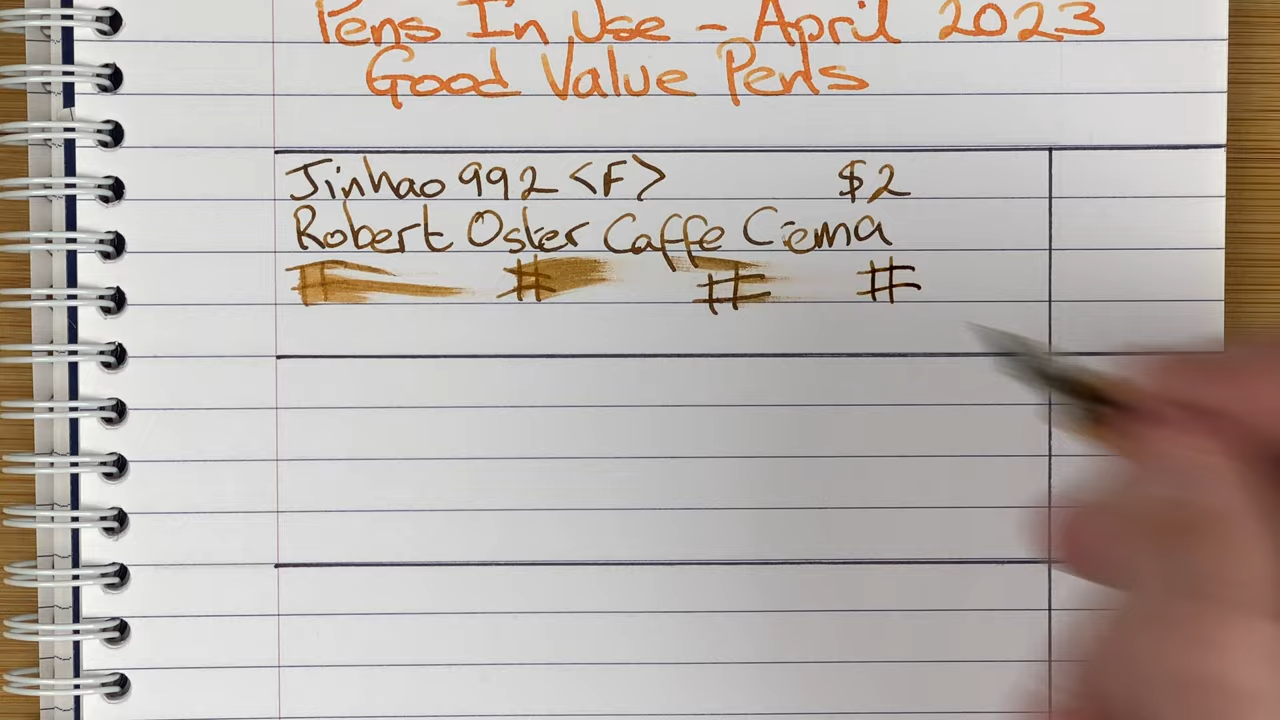 Pens In Use - April 2023
Good Value Pens
Jinhao 992 <F> $2
Robert Oster Caffe Crema
# # # #